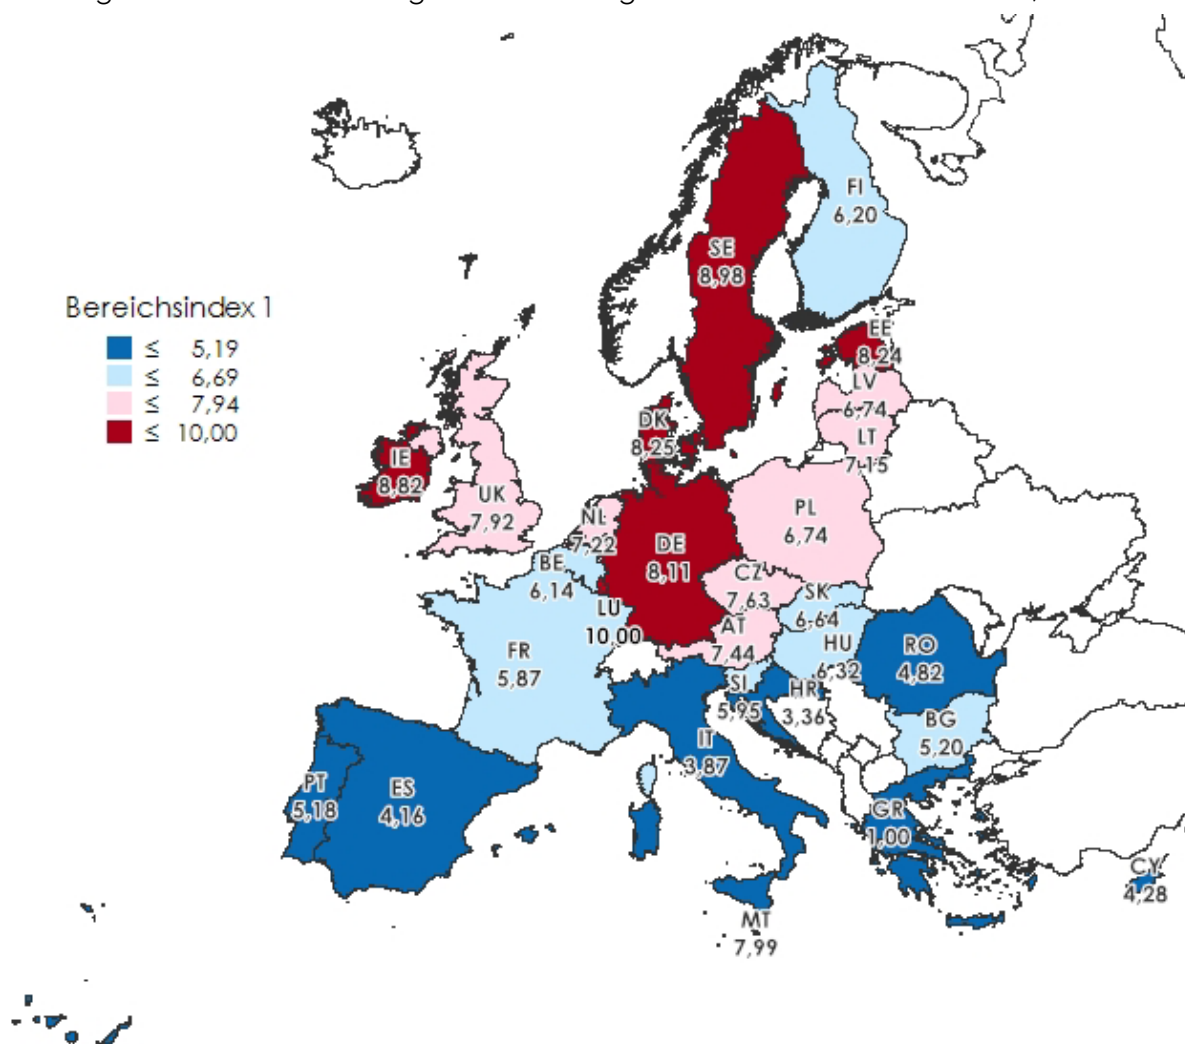 FI
6,20
SE
8,98
Bereichsindex 1
≤ 5,19
≤ 6,69
≤ 7,94
≤ 10,00
EE
8,24
LV
6,74
LT
7,15
DK
8,25
IE
8,82
UK
7,92
NL
7,22
PL
6,74
DE
8,11
BE
6,14
CZ
7,63
SK
6,64
LU
10,00
AT
7,44
HU
6,32
RO
4,82
FR
5,87
SI
5,95
HR
3,36
BG
5,20
IT
3,87
PT
5,18
ES
4,16
GR
1,00
CY
4,28
MT
7,99